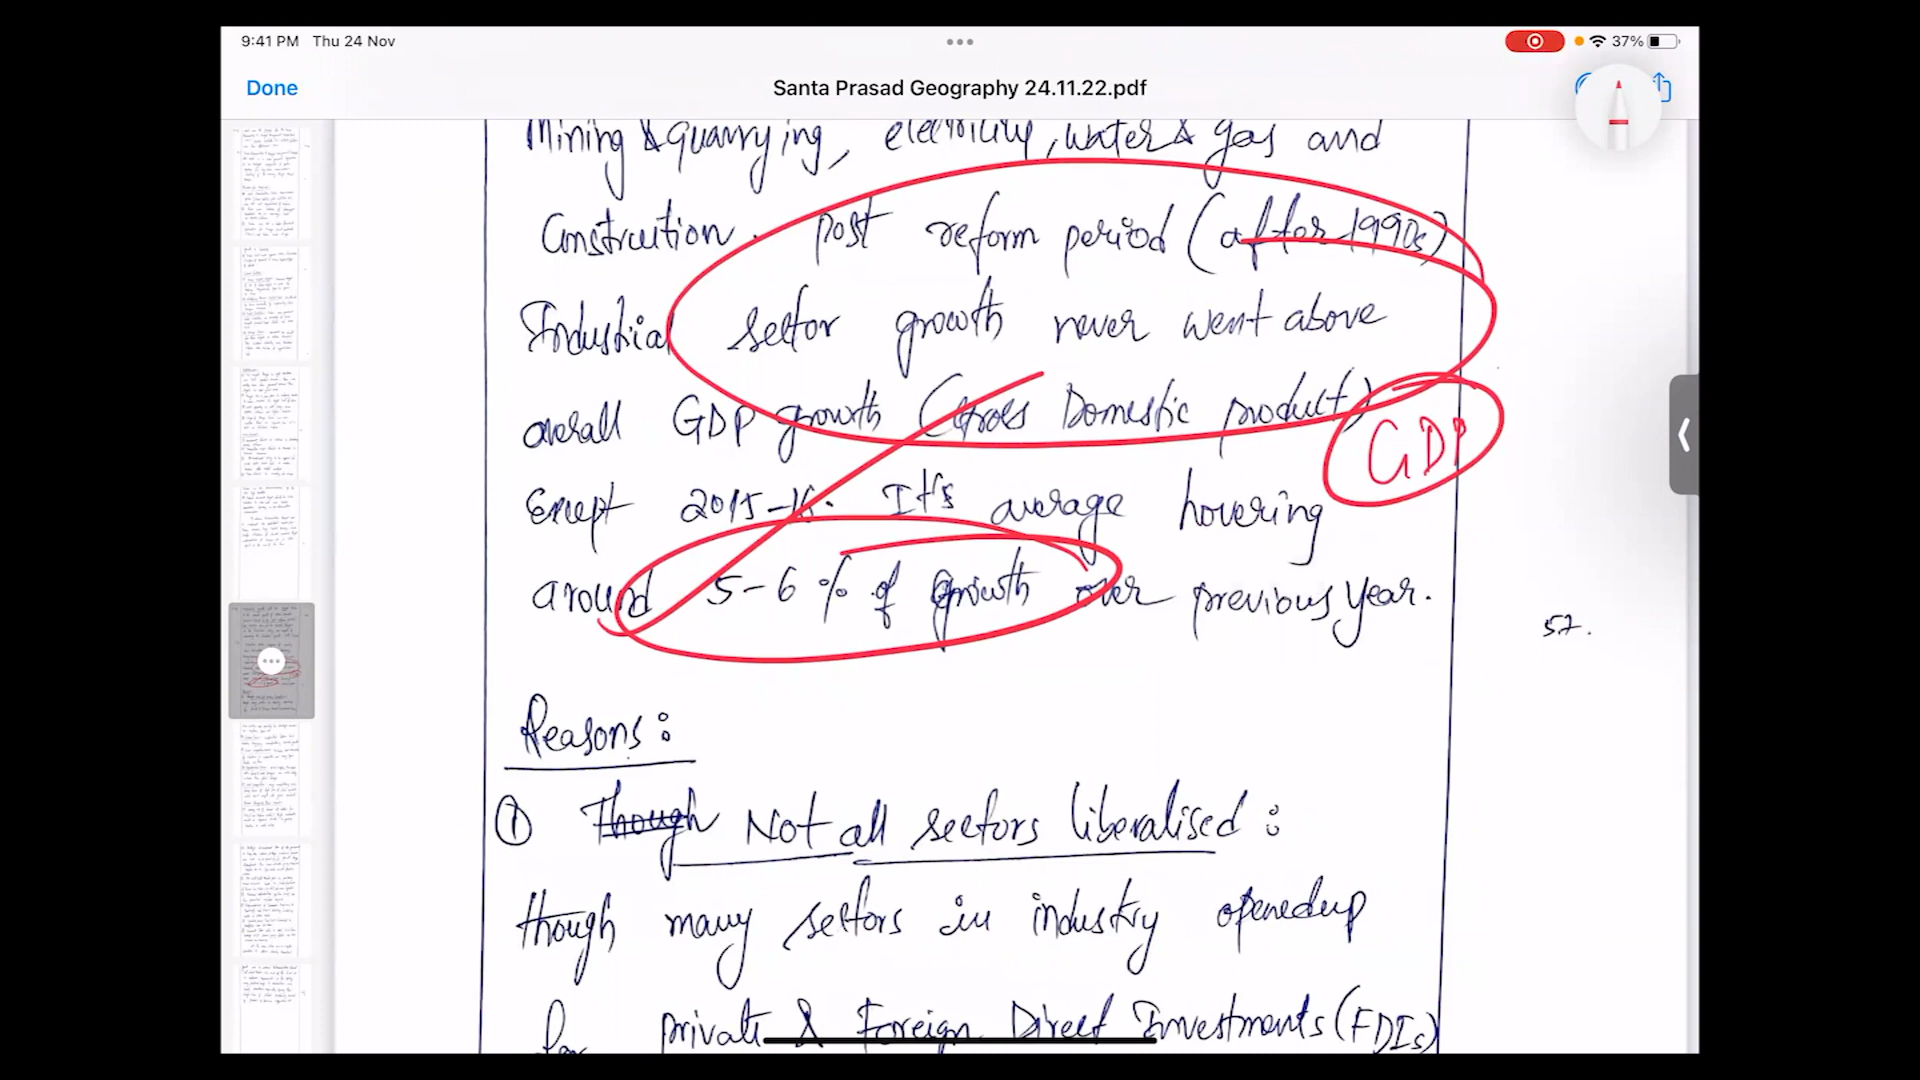 9:41 PM Thu 24 Nov
37%
Done
Santa Prasad Geography 24.11.22.pdf
Mining & quarrying, electricity, water & gas and
Construction. post reform period (after 1990s)
Industrial sector growth never went above
overall GDP growth (Gross Domestic product)
GDP
Except 2015-16. It's average hovering
around 5-6 % of growth over previous year.
57.
Reasons:
① Though Not all sectors liberalised:
though many sectors in industry openedup
for private & Foreign Direct Investments (FDIs)